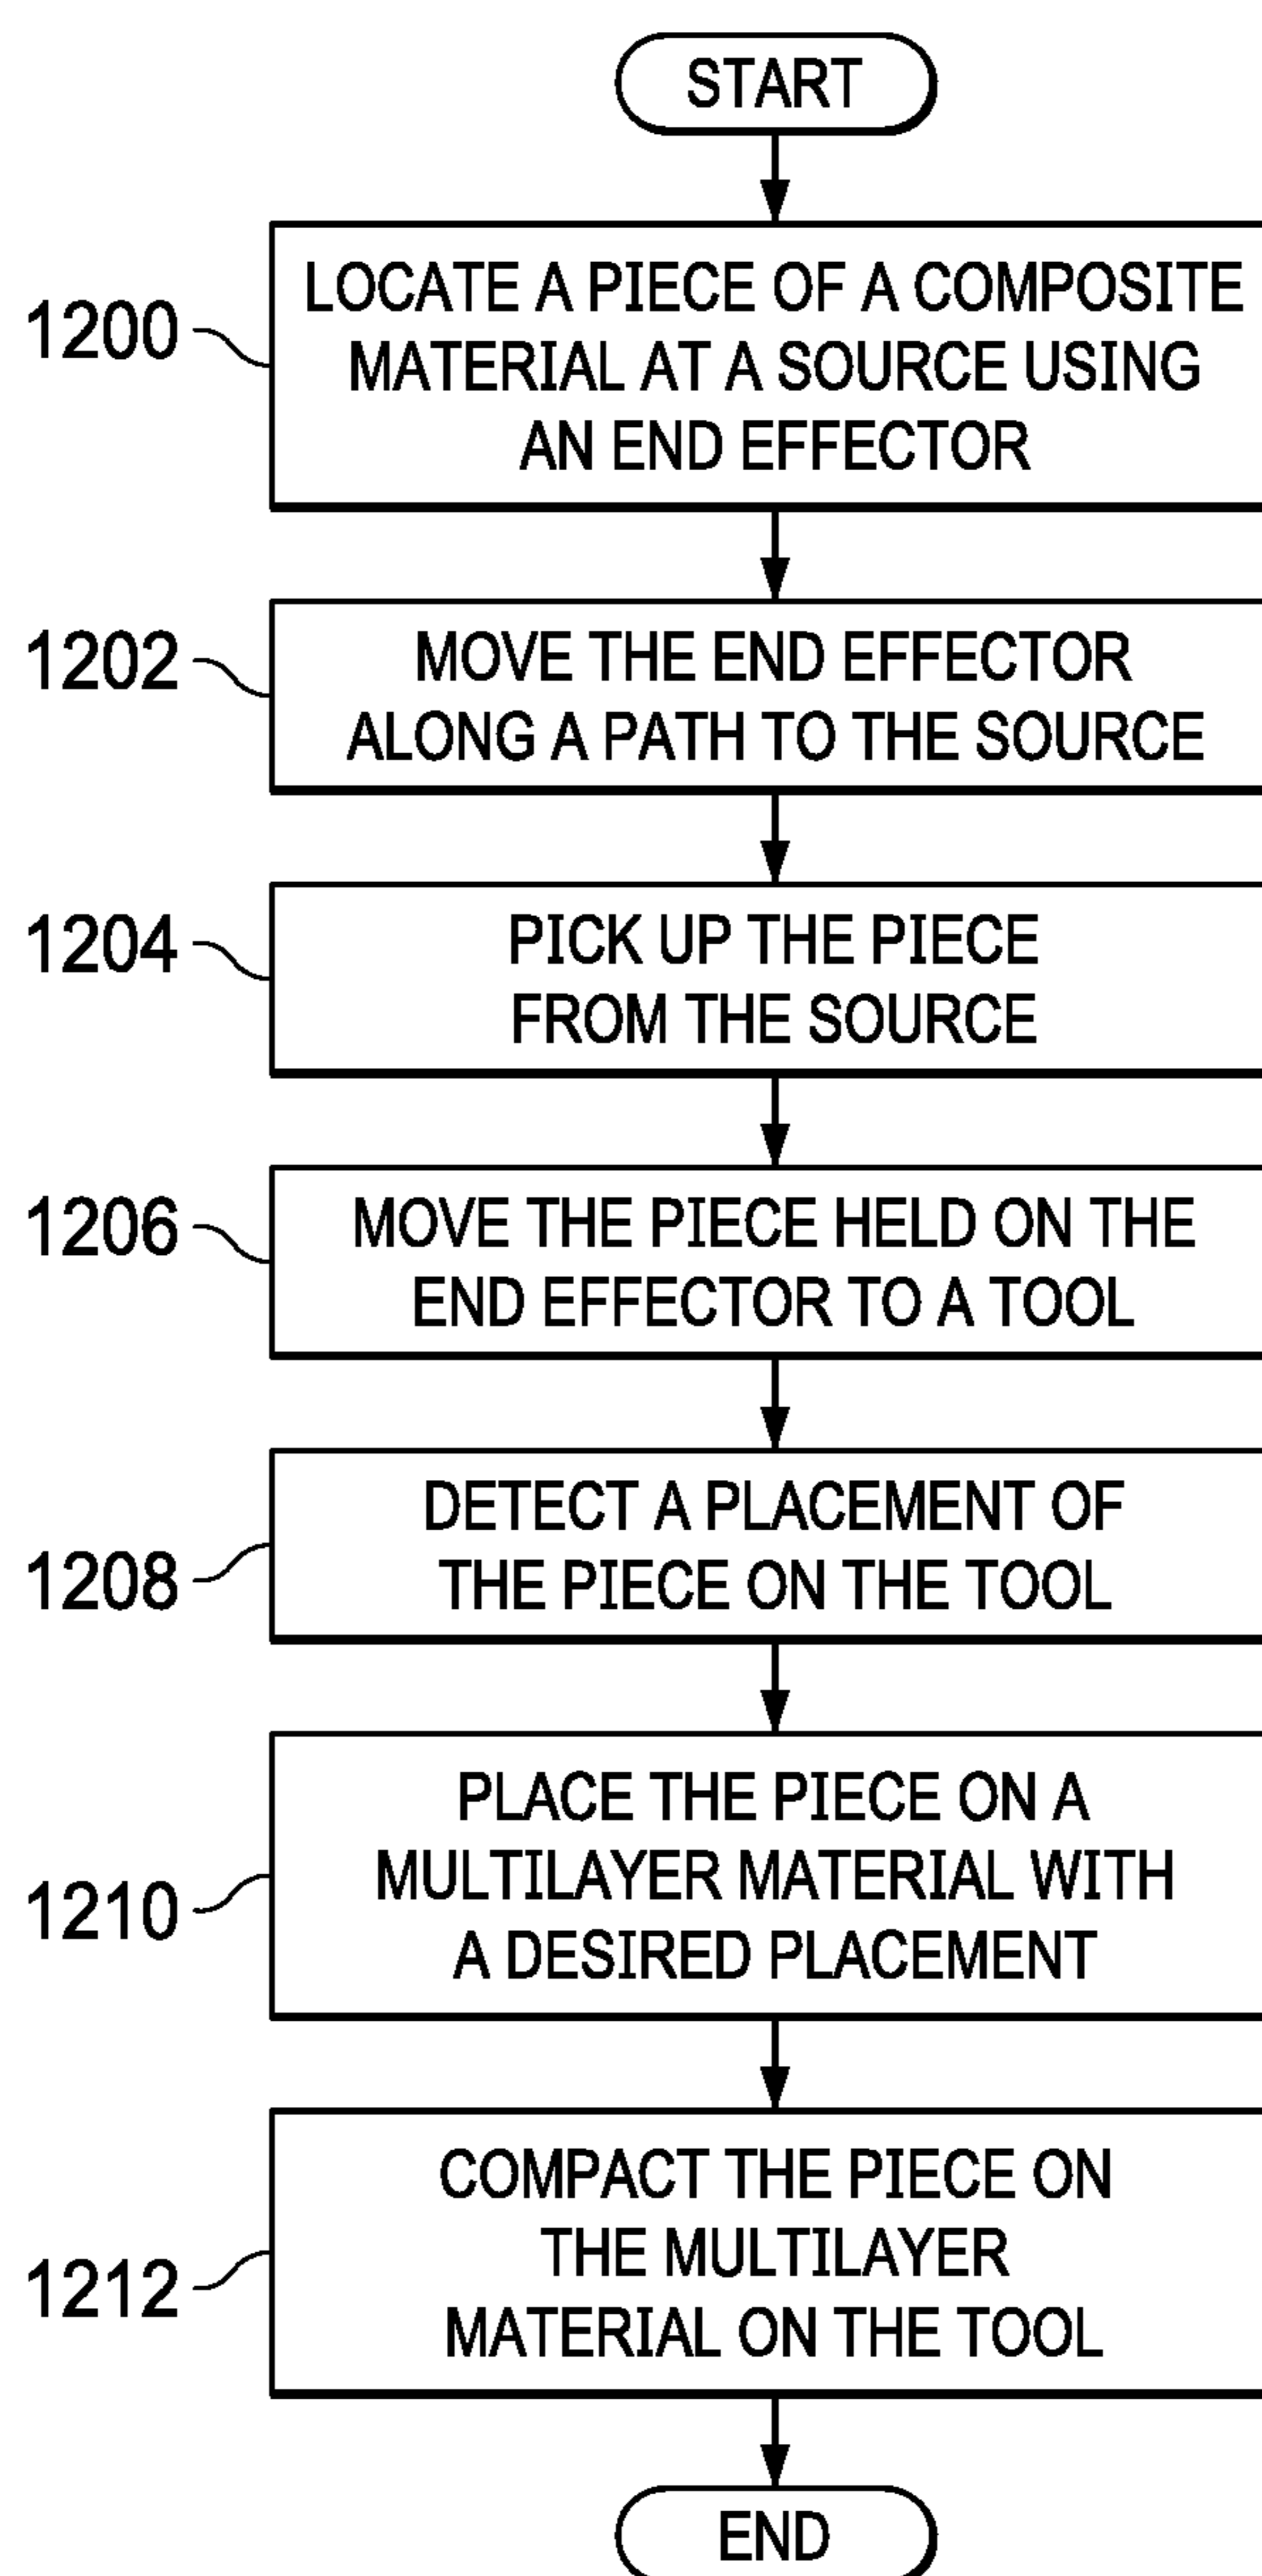 START
1200
LOCATE A PIECE OF A COMPOSITE
MATERIAL AT A SOURCE USING
AN END EFFECTOR
1202
MOVE THE END EFFECTOR
ALONG A PATH TO THE SOURCE
1204
PICK UP THE PIECE
FROM THE SOURCE
1206
MOVE THE PIECE HELD ON THE
END EFFECTOR TO A TOOL
1208
DETECT A PLACEMENT OF
THE PIECE ON THE TOOL
1210
PLACE THE PIECE ON A
MULTILAYER MATERIAL WITH
A DESIRED PLACEMENT
1212
COMPACT THE PIECE ON
THE MULTILAYER
MATERIAL ON THE TOOL
END